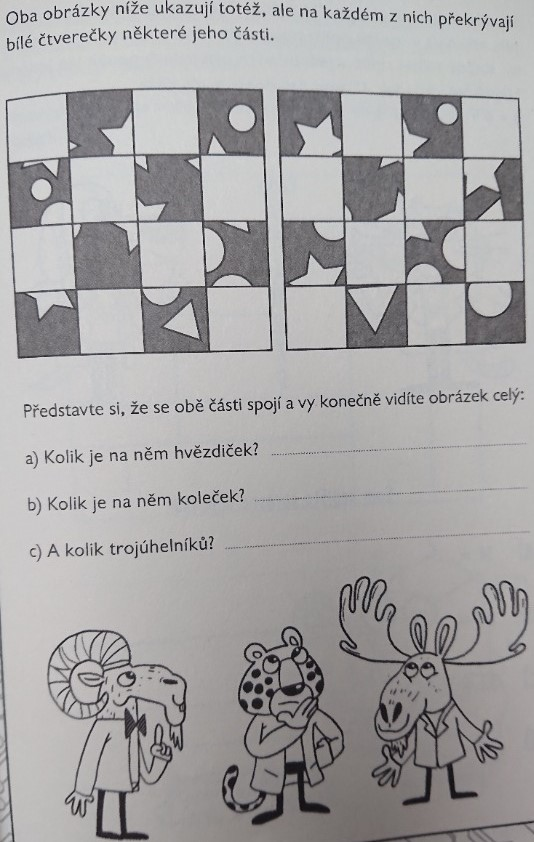 Oba obrázky níže ukazují totéž, ale na každém z nich překrývají
bílé čtverečky některé jeho části.
Představte si, že se obě části spojí a vy konečně vidíte obrázek celý:
a) Kolik je na něm hvězdiček?
b) Kolik je na něm koleček?
c) A kolik trojúhelníků?